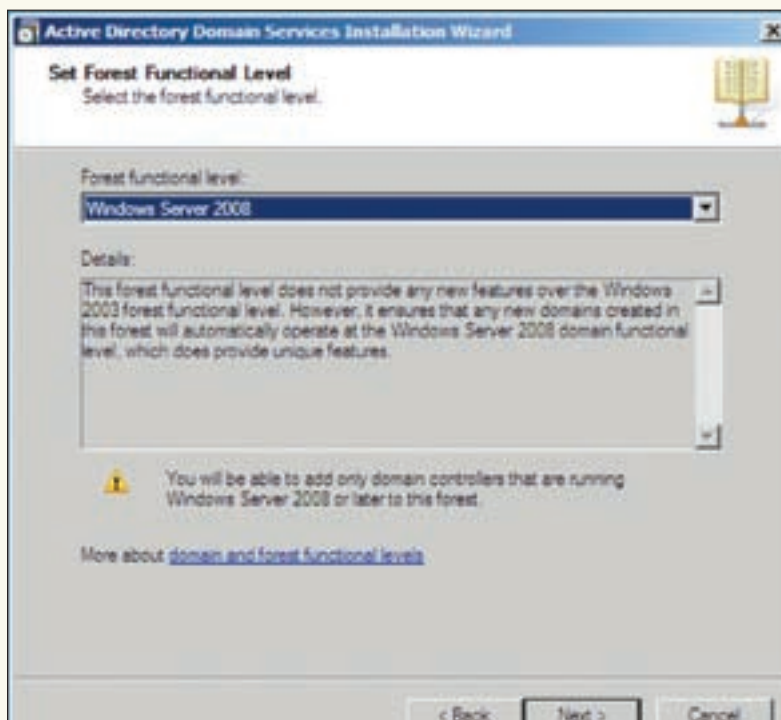 Active Directory Domain Services Installation Wizard
Set Forest Functional Level
Select the forest functional level.
Forest functional level:
Windows Server 2008
Details:
This forest functional level does not provide any new features over the Windows
2003 forest functional level. However, it ensures that any new domains created in
this forest will automatically operate at the Windows Server 2008 domain functional
level, which does provide unique features.
You will be able to add only domain controllers that are running
Windows Server 2008 or later to this forest.
More about domain and forest functional levels
< Back
Next >
Cancel